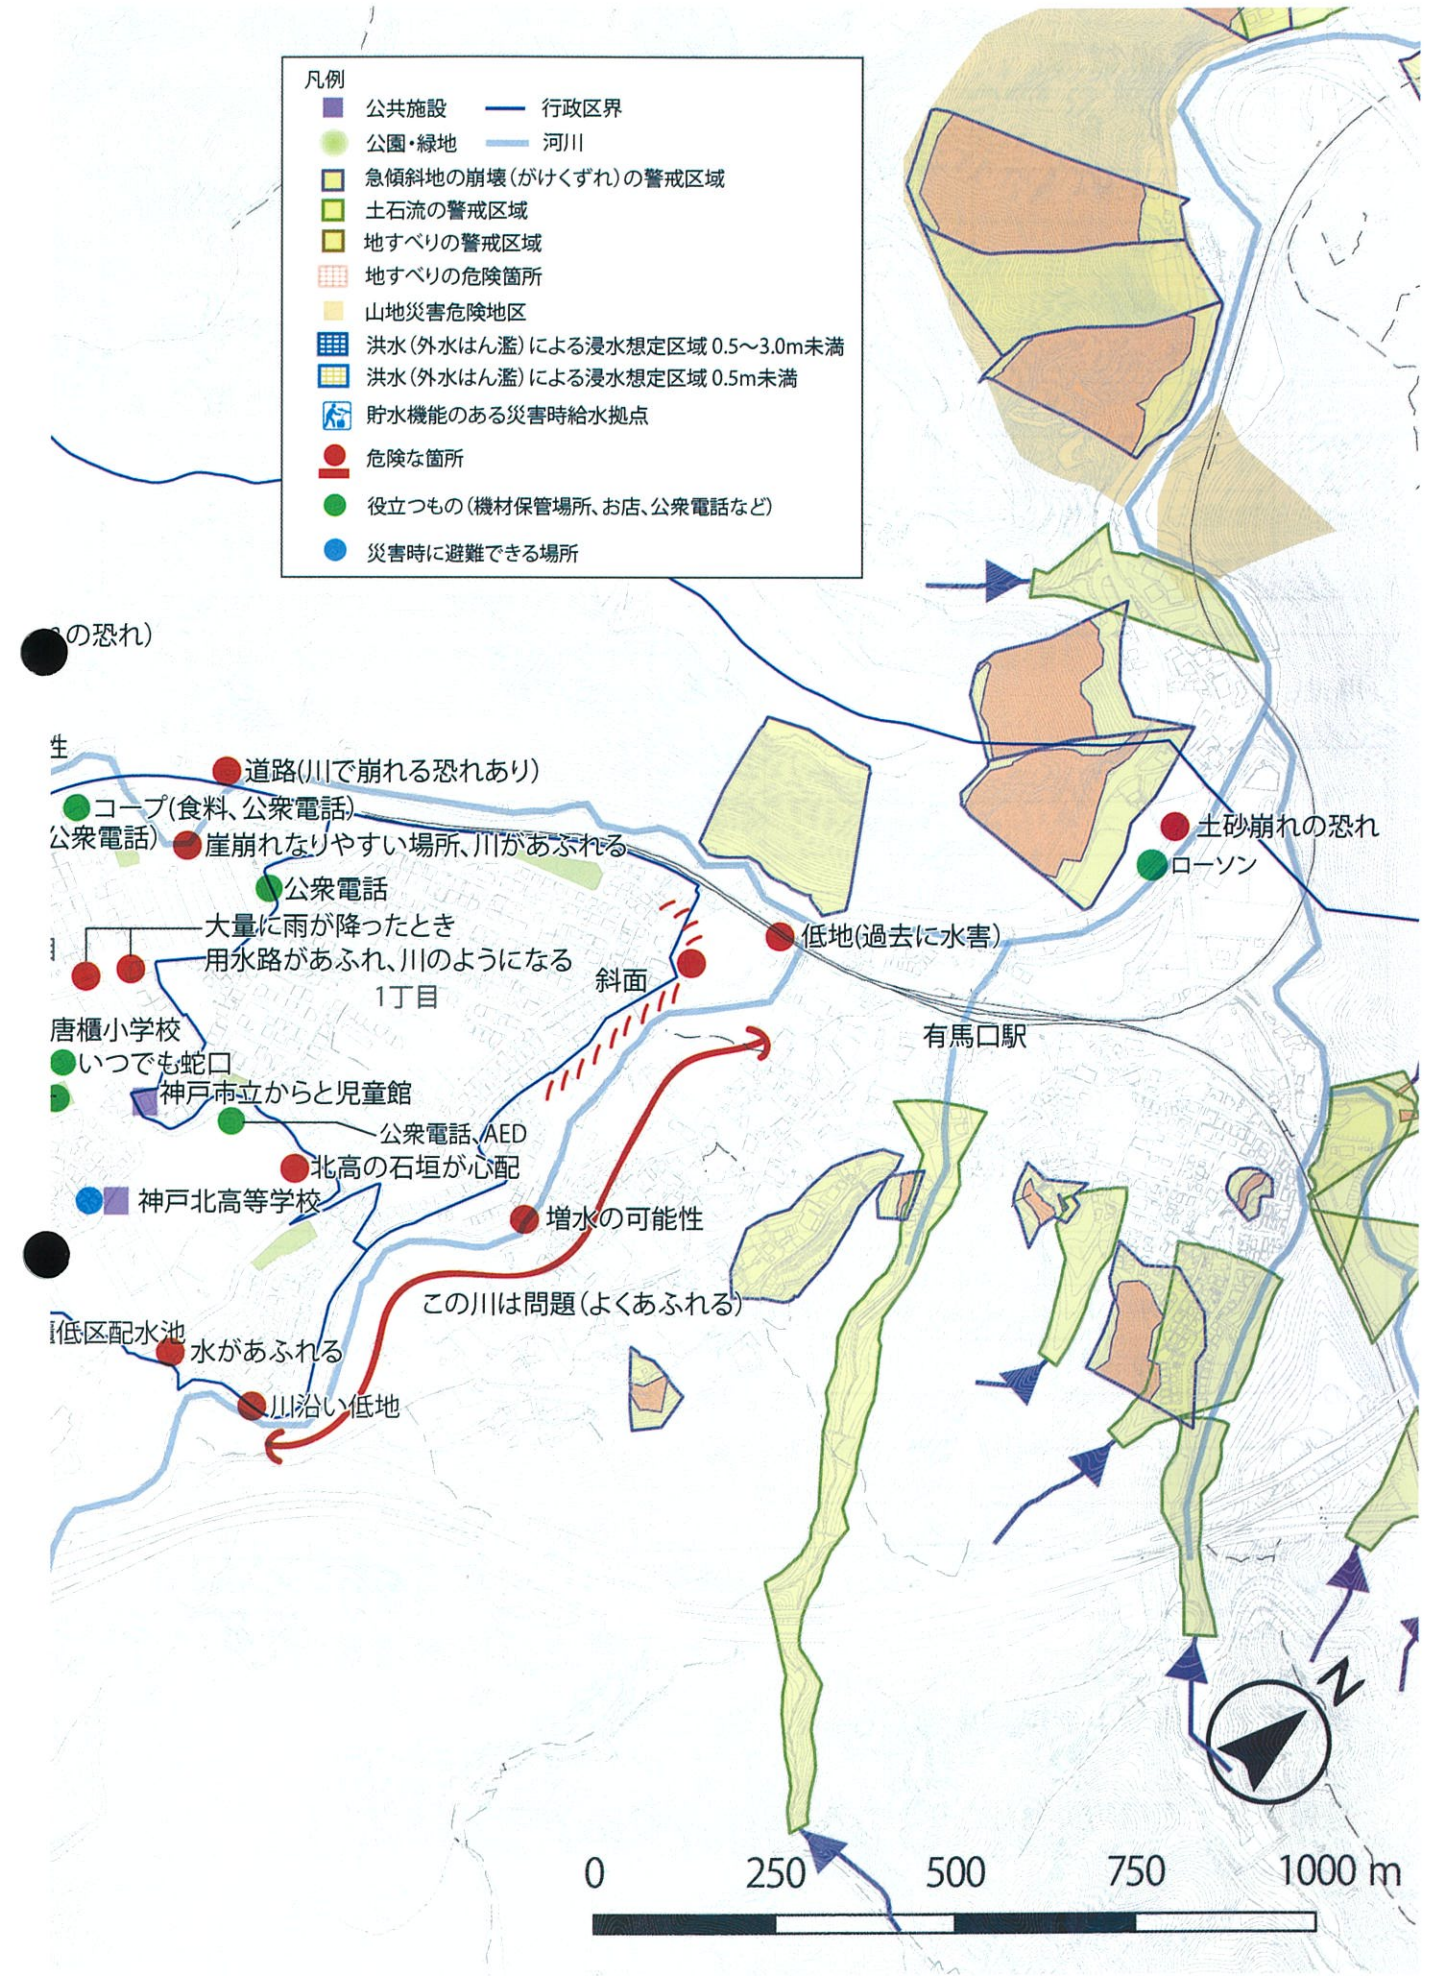 凡例
公共施設
行政区界
公園・緑地
河川
急傾斜地の崩壊（がけくずれ）の警戒区域
土石流の警戒区域
地すべりの警戒区域
地すべりの危険箇所
山地災害危険地区
洪水（外水はん濫）による浸水想定区域 0.5～3.0m未満
洪水（外水はん濫）による浸水想定区域 0.5m未満
貯水機能のある災害時給水拠点
危険な箇所
役立つもの（機材保管場所、お店、公衆電話など）
災害時に避難できる場所
の恐れ）
性
道路(川で崩れる恐れあり)
コープ(食料、公衆電話)
公衆電話)
崖崩れなりやすい場所、川があふれる
土砂崩れの恐れ
ローソン
公衆電話
大量に雨が降ったとき
用水路があふれ、川のようになる
低地(過去に水害)
斜面
1丁目
唐櫃小学校
有馬口駅
いつでも蛇口
神戸市立からと児童館
公衆電話、AED
北高の石垣が心配
神戸北高等学校
増水の可能性
この川は問題（よくあふれる）
低区配水池
水があふれる
川沿い低地
N
0 250 500 750 1000 m